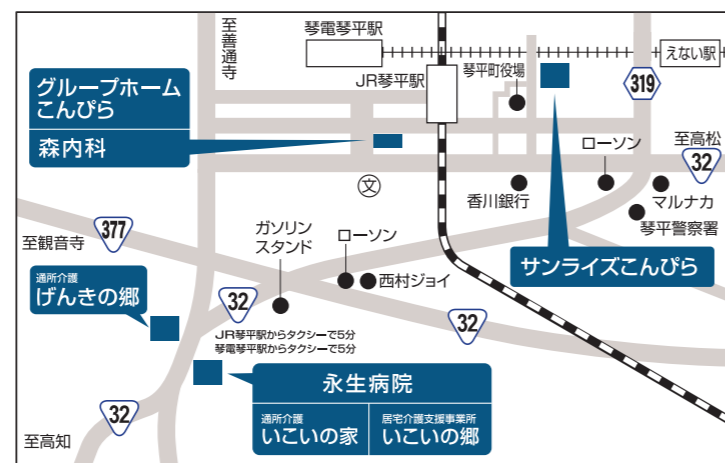 至善通寺
琴電琴平駅
えない駅
JR琴平駅
琴平町役場
319
グループホーム
こんぴら
森内科
至高松
32
ローソン
文
香川銀行
マルナカ
琴平警察署
377
至観音寺
ガソリン
スタンド
ローソン
西村ジョイ
サンライズこんぴら
通所介護
げんきの郷
32
32
JR琴平駅からタクシーで5分
琴電琴平駅からタクシーで5分
永生病院
通所介護
いこいの家
居宅介護支援事業所
いこいの郷
32
至高知